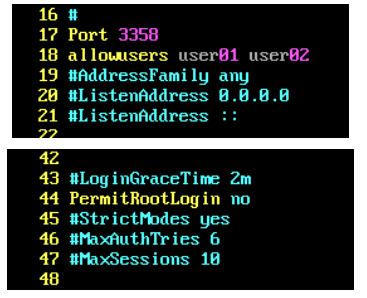 16 #
17 Port 3358
18 allowusers user01 user02
19 #AddressFamily any
20 #ListenAddress 0.0.0.0
21 #ListenAddress ::
22
42
43 #LoginGraceTime 2m
44 PermitRootLogin no
45 #StrictModes yes
46 #MaxAuthTries 6
47 #MaxSessions 10
48